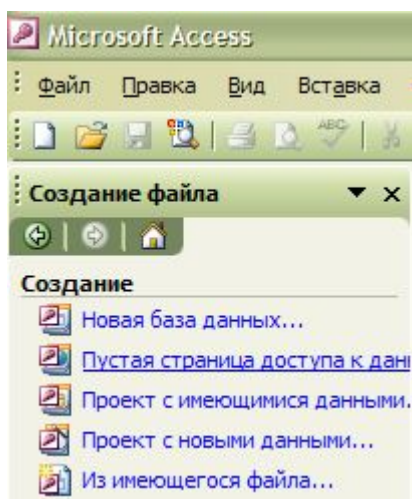 Microsoft Access
Файл Правка Вид Вставка
ABC
Создание файла
Создание
Новая база данных...
Пустая страница доступа к дан
Проект с имеющимися данными.
Проект с новыми данными...
Из имеющегося файла...